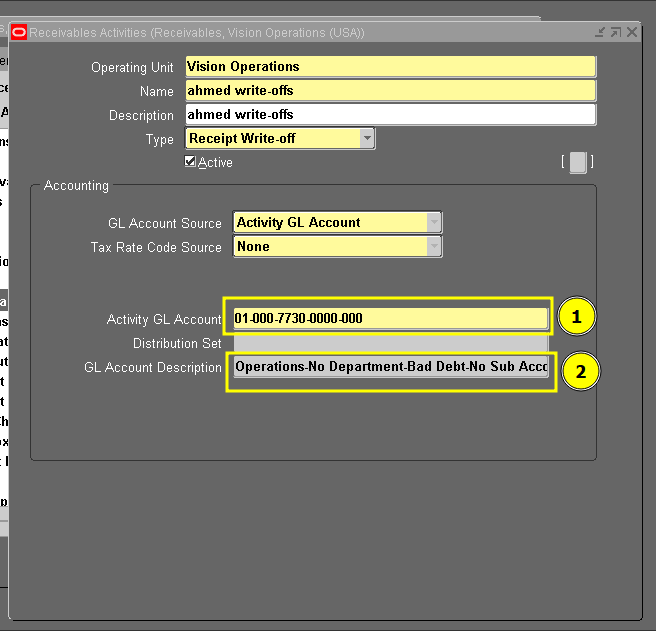 Receivables Activities (Receivables, Vision Operations (USA))
Operating Unit Vision Operations
Name ahmed write-offs
Description ahmed write-offs
Type Receipt Write-off
Active [ ]
Accounting
GL Account Source Activity GL Account
Tax Rate Code Source None
Activity GL Account 01-000-7730-0000-000 1
Distribution Set
GL Account Description Operations-No Department-Bad Debt-No Sub Acco 2